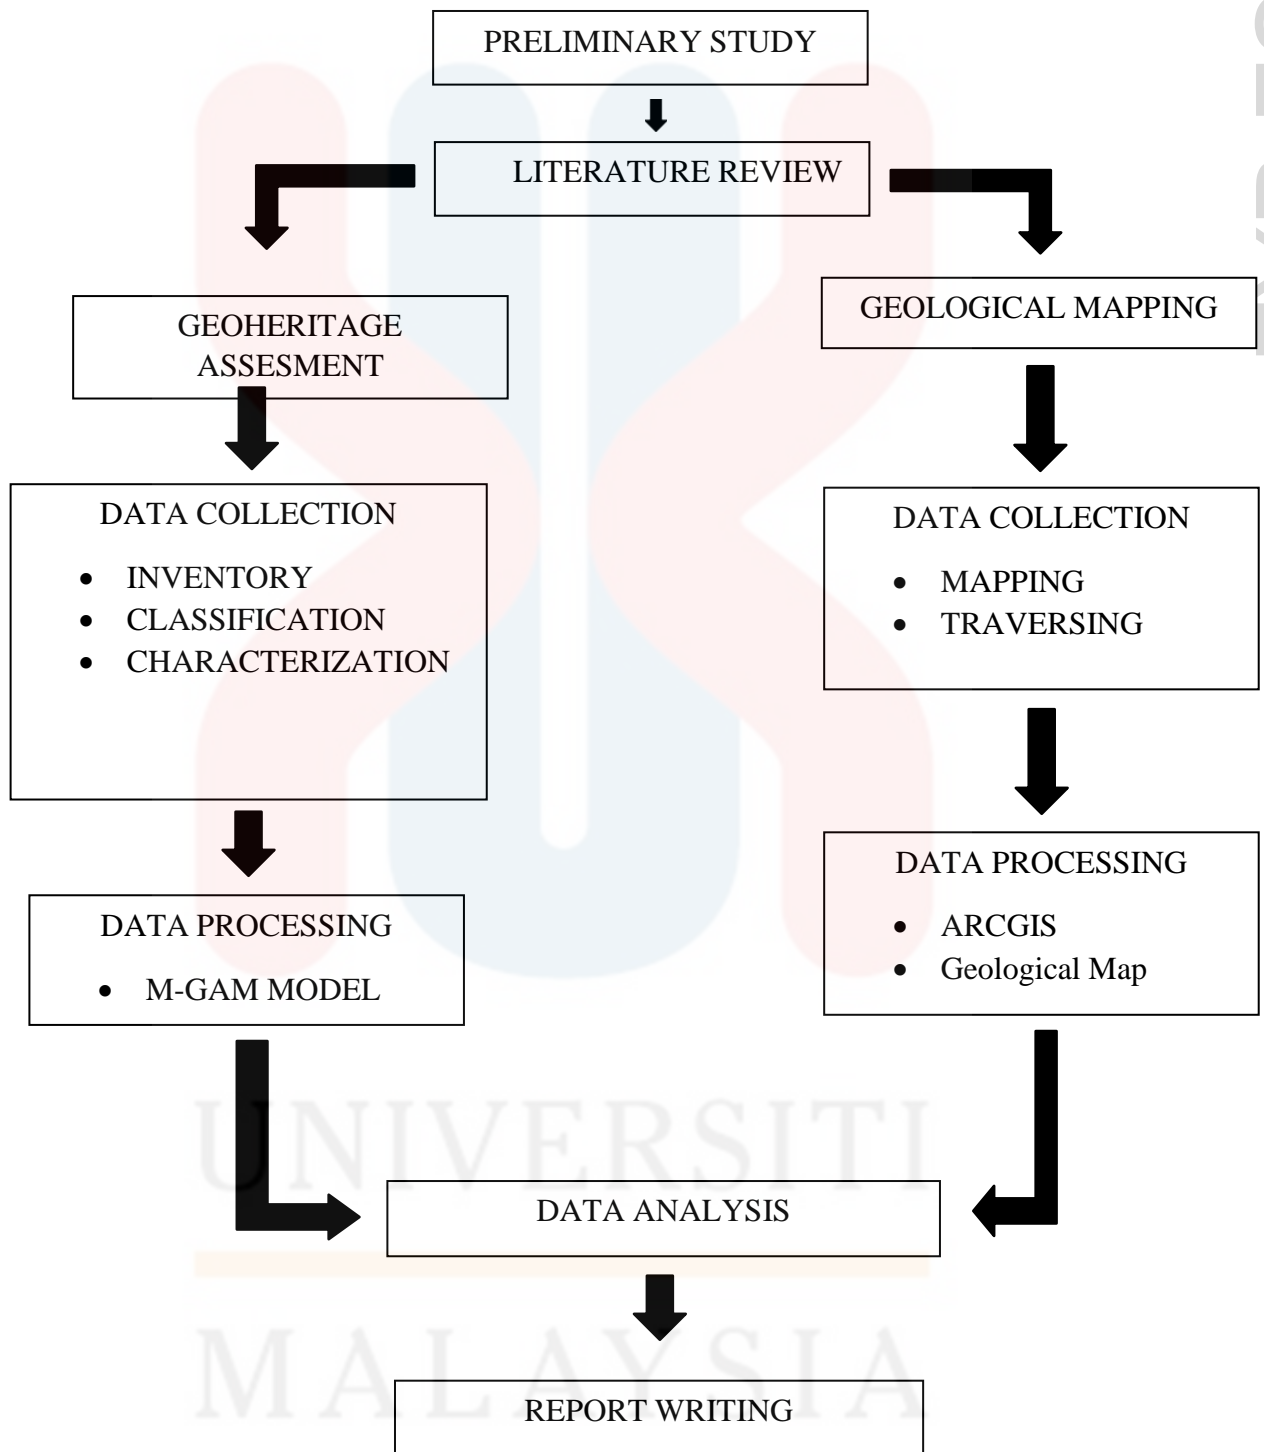 PRELIMINARY STUDY
LITERATURE REVIEW
GEOHERITAGE
ASSESMENT
GEOLOGICAL MAPPING
DATA COLLECTION
• INVENTORY
• CLASSIFICATION
• CHARACTERIZATION
DATA COLLECTION
• MAPPING
• TRAVERSING
DATA PROCESSING
• M-GAM MODEL
DATA PROCESSING
• ARCGIS
• Geological Map
UNIVERSITI
DATA ANALYSIS
MALAYSIA
REPORT WRITING